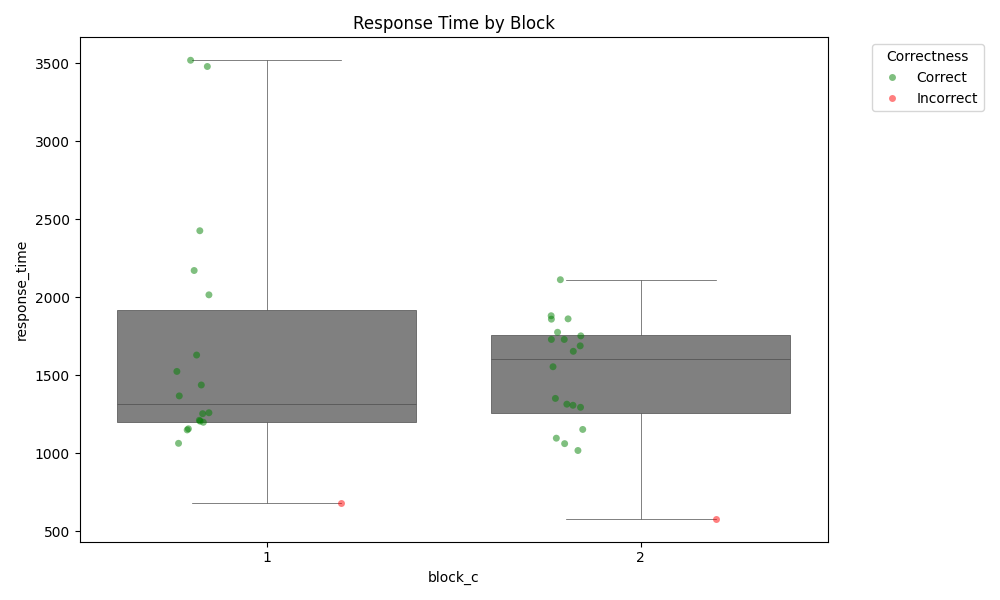 Response Time by Block
Correctness
Correct
Incorrect
response_time
3500
3000
2500
2000
1500
1000
500
1
2
block_c